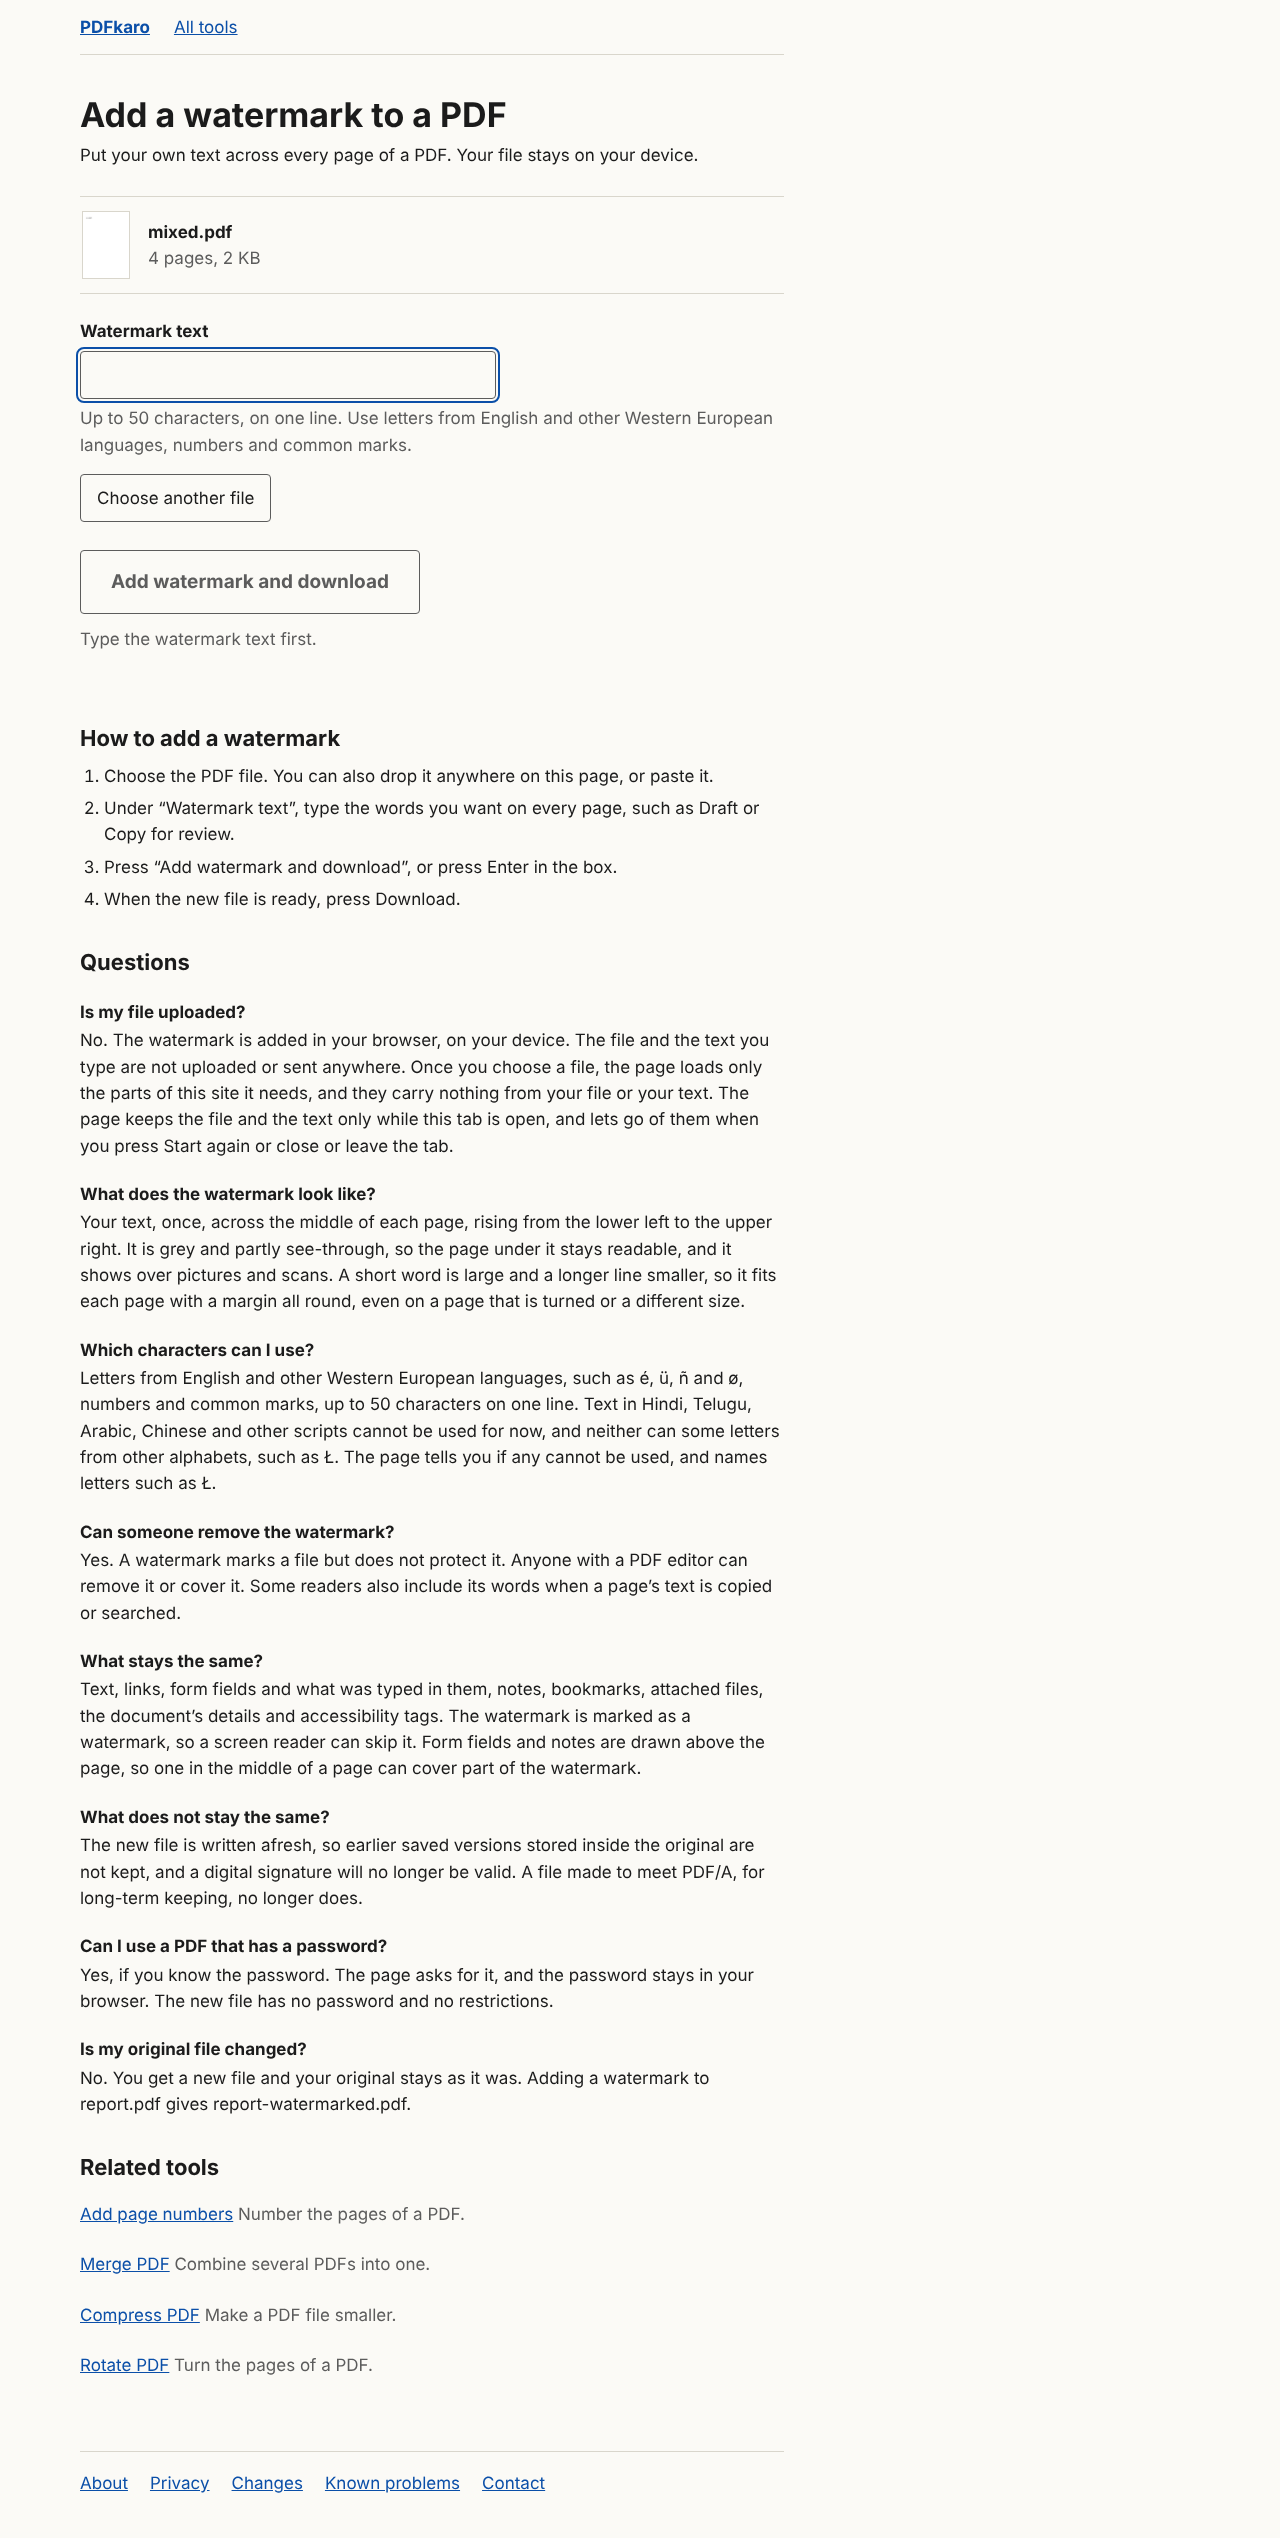 PDFkaro All tools
Add a watermark to a PDF
Put your own text across every page of a PDF. Your file stays on your device.
mixed.pdf
4 pages, 2 KB
Watermark text
Up to 50 characters, on one line. Use letters from English and other Western European
languages, numbers and common marks.
Choose another file
Add watermark and download
Type the watermark text first.
How to add a watermark
1. Choose the PDF file. You can also drop it anywhere on this page, or paste it.
2. Under “Watermark text”, type the words you want on every page, such as Draft or
Copy for review.
3. Press “Add watermark and download”, or press Enter in the box.
4. When the new file is ready, press Download.
Questions
Is my file uploaded?
No. The watermark is added in your browser, on your device. The file and the text you
type are not uploaded or sent anywhere. Once you choose a file, the page loads only
the parts of this site it needs, and they carry nothing from your file or your text. The
page keeps the file and the text only while this tab is open, and lets go of them when
you press Start again or close or leave the tab.
What does the watermark look like?
Your text, once, across the middle of each page, rising from the lower left to the upper
right. It is grey and partly see-through, so the page under it stays readable, and it
shows over pictures and scans. A short word is large and a longer line smaller, so it fits
each page with a margin all round, even on a page that is turned or a different size.
Which characters can I use?
Letters from English and other Western European languages, such as é, ü, ñ and ø,
numbers and common marks, up to 50 characters on one line. Text in Hindi, Telugu,
Arabic, Chinese and other scripts cannot be used for now, and neither can some letters
from other alphabets, such as Ł. The page tells you if any cannot be used, and names
letters such as Ł.
Can someone remove the watermark?
Yes. A watermark marks a file but does not protect it. Anyone with a PDF editor can
remove it or cover it. Some readers also include its words when a page’s text is copied
or searched.
What stays the same?
Text, links, form fields and what was typed in them, notes, bookmarks, attached files,
the document’s details and accessibility tags. The watermark is marked as a
watermark, so a screen reader can skip it. Form fields and notes are drawn above the
page, so one in the middle of a page can cover part of the watermark.
What does not stay the same?
The new file is written afresh, so earlier saved versions stored inside the original are
not kept, and a digital signature will no longer be valid. A file made to meet PDF/A, for
long-term keeping, no longer does.
Can I use a PDF that has a password?
Yes, if you know the password. The page asks for it, and the password stays in your
browser. The new file has no password and no restrictions.
Is my original file changed?
No. You get a new file and your original stays as it was. Adding a watermark to
report.pdf gives report-watermarked.pdf.
Related tools
Add page numbers Number the pages of a PDF.
Merge PDF Combine several PDFs into one.
Compress PDF Make a PDF file smaller.
Rotate PDF Turn the pages of a PDF.
About Privacy Changes Known problems Contact